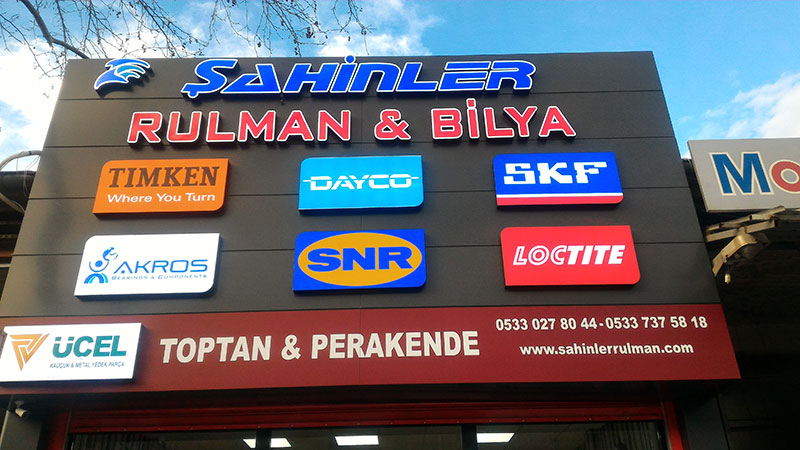 ŞAHİNLER
RULMAN & BİLYA
TIMKEN
Where You Turn
DAYCO
SKF
Mo
AKROS
BEARINGS & COMPONENTS
SNR
LOCTITE
ÜCEL
KAUÇUK & METAL YEDEK PARÇA
TOPTAN & PERAKENDE
0533 027 80 44-0533 737 58 18
www.sahinlerrulman.com